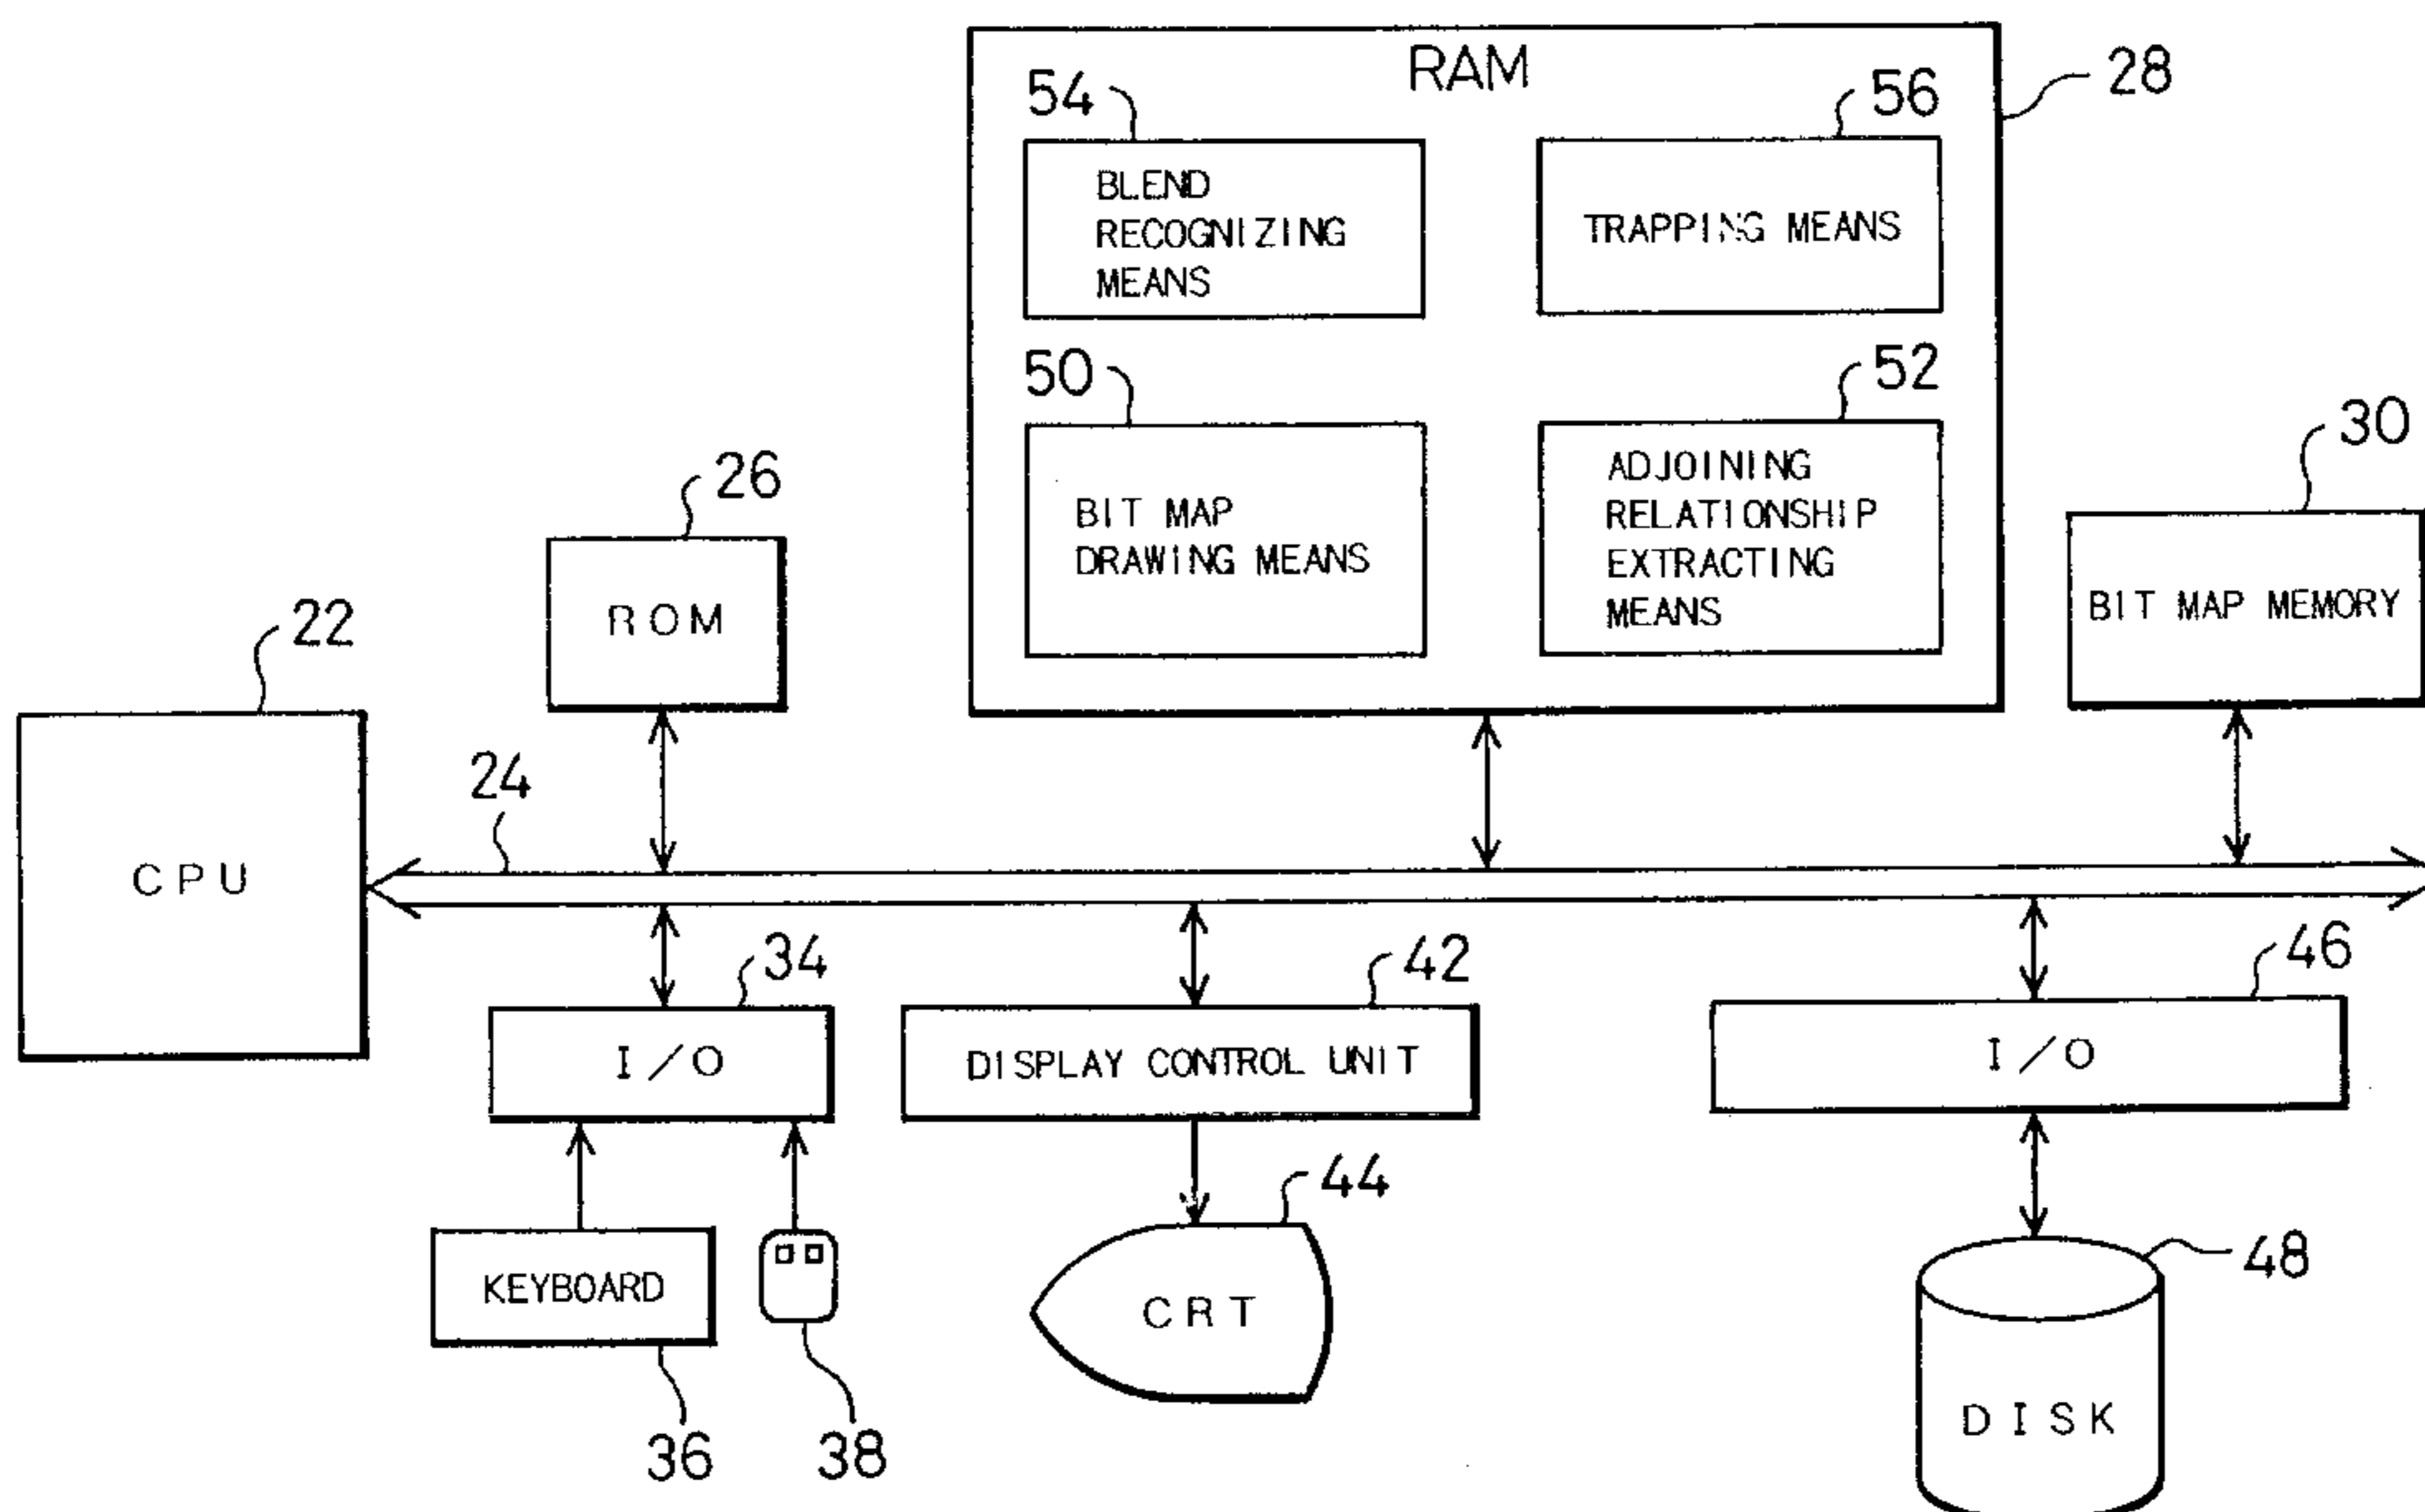 RAM
28
54
56
BLEND
RECOGNIZING
MEANS
TRAPPING MEANS
50
52
BIT MAP
DRAWING MEANS
ADJOINING
RELATIONSHIP
EXTRACTING
MEANS
30
BIT MAP MEMORY
26
ROM
22
CPU
24
34
I/O
42
DISPLAY CONTROL UNIT
46
I/O
KEYBOARD
36
38
44
CRT
48
DISK